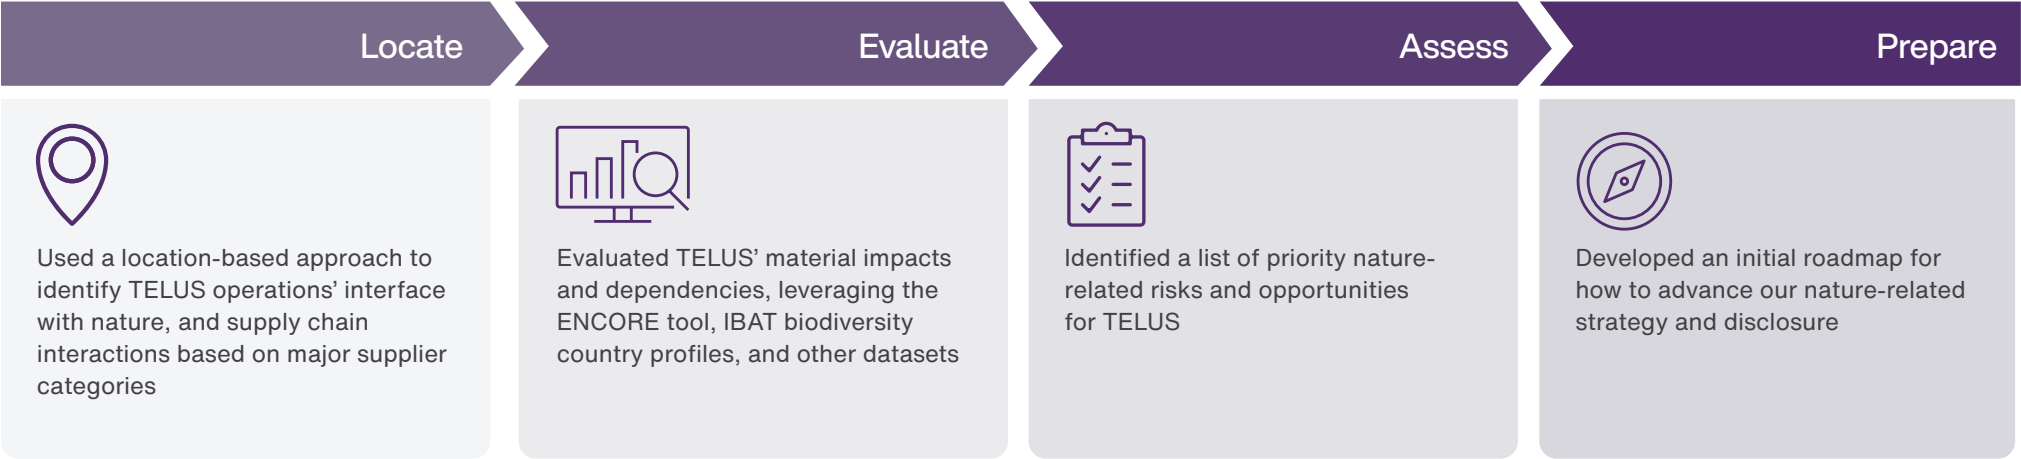 Locate
Evaluate
Assess
Prepare
Used a location-based approach to
identify TELUS operations’ interface
with nature, and supply chain
interactions based on major supplier
categories
Evaluated TELUS’ material impacts
and dependencies, leveraging the
ENCORE tool, IBAT biodiversity
country profiles, and other datasets
Identified a list of priority nature-
related risks and opportunities
for TELUS
Developed an initial roadmap for
how to advance our nature-related
strategy and disclosure